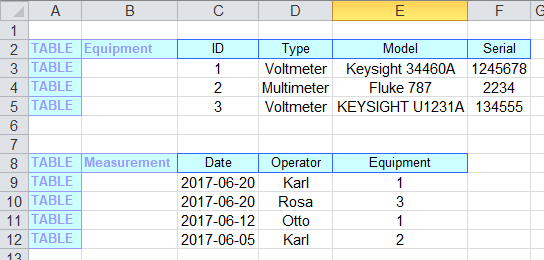 A B C D E F G
1
2 TABLE Equipment ID Type Model Serial
3 TABLE 1 Voltmeter Keysight 34460A 1245678
4 TABLE 2 Multimeter Fluke 787 2234
5 TABLE 3 Voltmeter KEYSIGHT U1231A 134555
6
7
8 TABLE Measurement Date Operator Equipment
9 TABLE 2017-06-20 Karl 1
10 TABLE 2017-06-20 Rosa 3
11 TABLE 2017-06-12 Otto 1
12 TABLE 2017-06-05 Karl 2